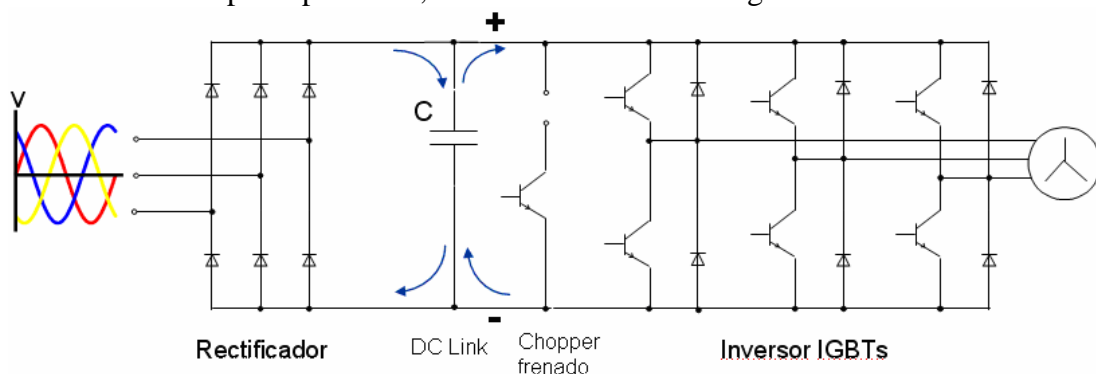 V
+
C
-
Rectificador
DC Link
Chopper
frenado
Inversor IGBTs